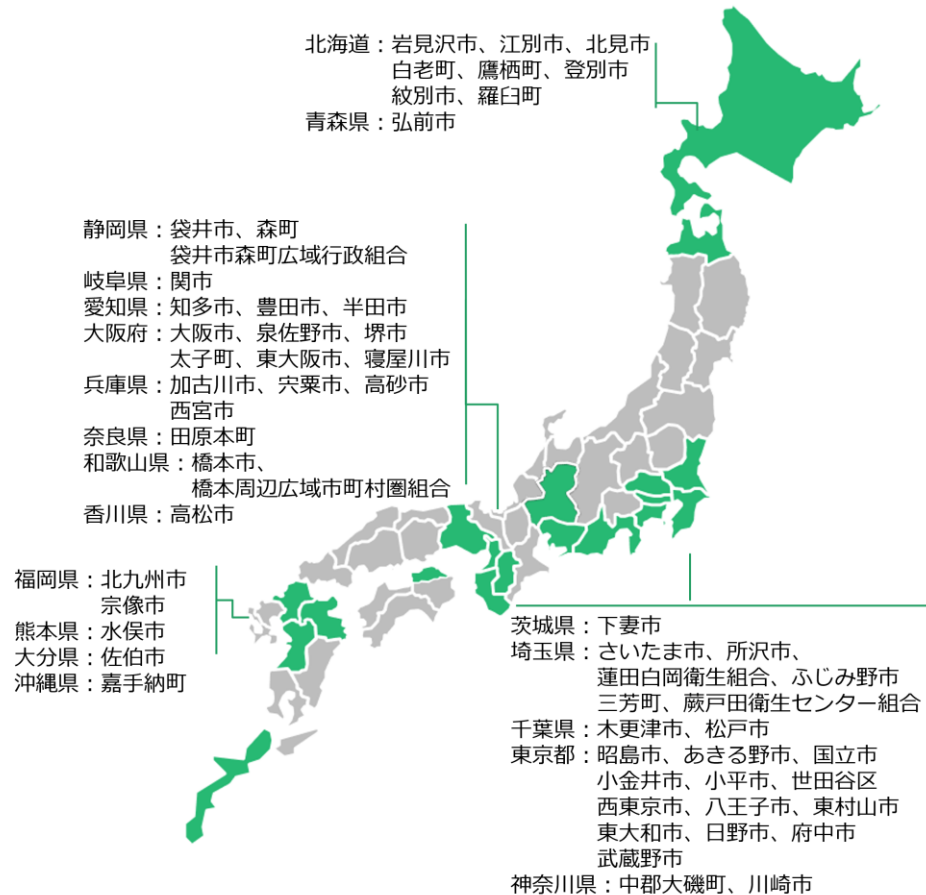 北海道：岩見沢市、江別市、北見市
白老町、鷹栖町、登別市
紋別市、羅臼町
青森県：弘前市
静岡県：袋井市、森町
袋井市森町広域行政組合
岐阜県：関市
愛知県：知多市、豊田市、半田市
大阪府：大阪市、泉佐野市、堺市
太子町、東大阪市、寝屋川市
兵庫県：加古川市、宍粟市、高砂市
西宮市
奈良県：田原本町
和歌山県：橋本市、
橋本周辺広域市町村圏組合
香川県：高松市
福岡県：北九州市
宗像市
熊本県：水俣市
大分県：佐伯市
沖縄県：嘉手納町
茨城県：下妻市
埼玉県：さいたま市、所沢市、
蓮田白岡衛生組合、ふじみ野市
三芳町、蕨戸田衛生センター組合
千葉県：木更津市、松戸市
東京都：昭島市、あきる野市、国立市
小金井市、小平市、世田谷区
西東京市、八王子市、東村山市
東大和市、日野市、府中市
武蔵野市
神奈川県：中郡大磯町、川崎市